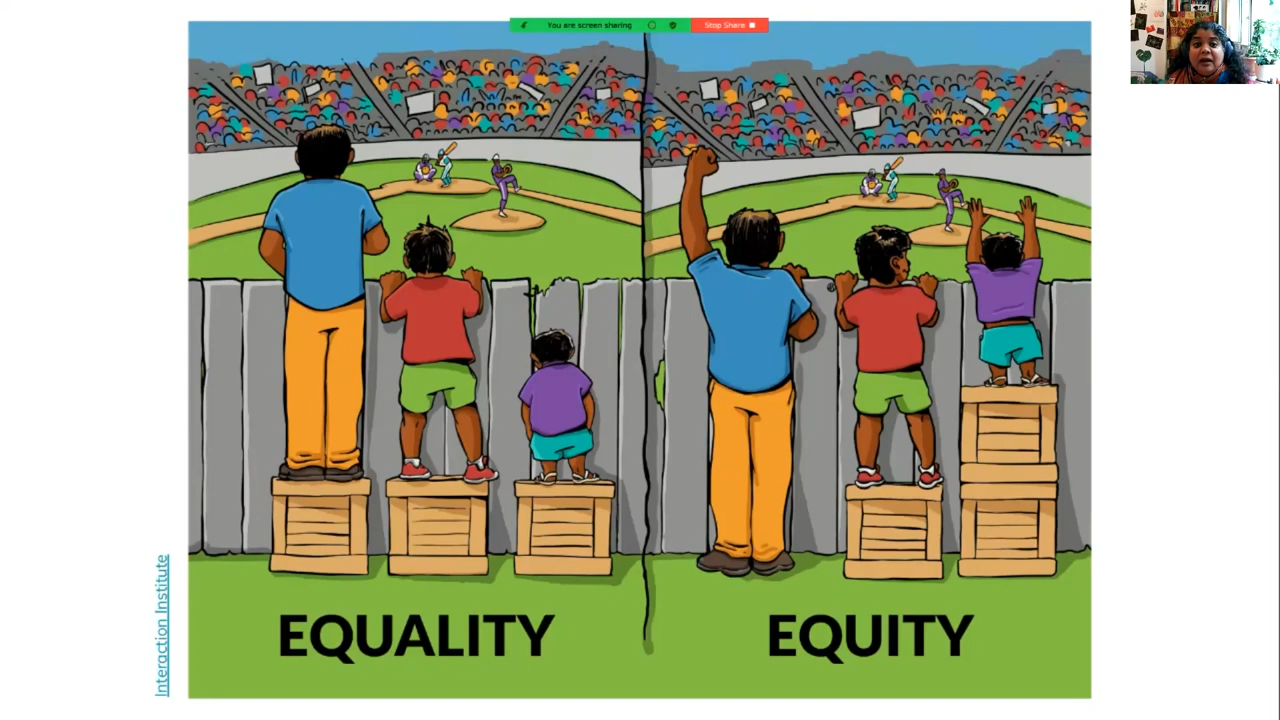 You are screen sharing
Stop Share
Interaction Institute
EQUALITY
EQUITY